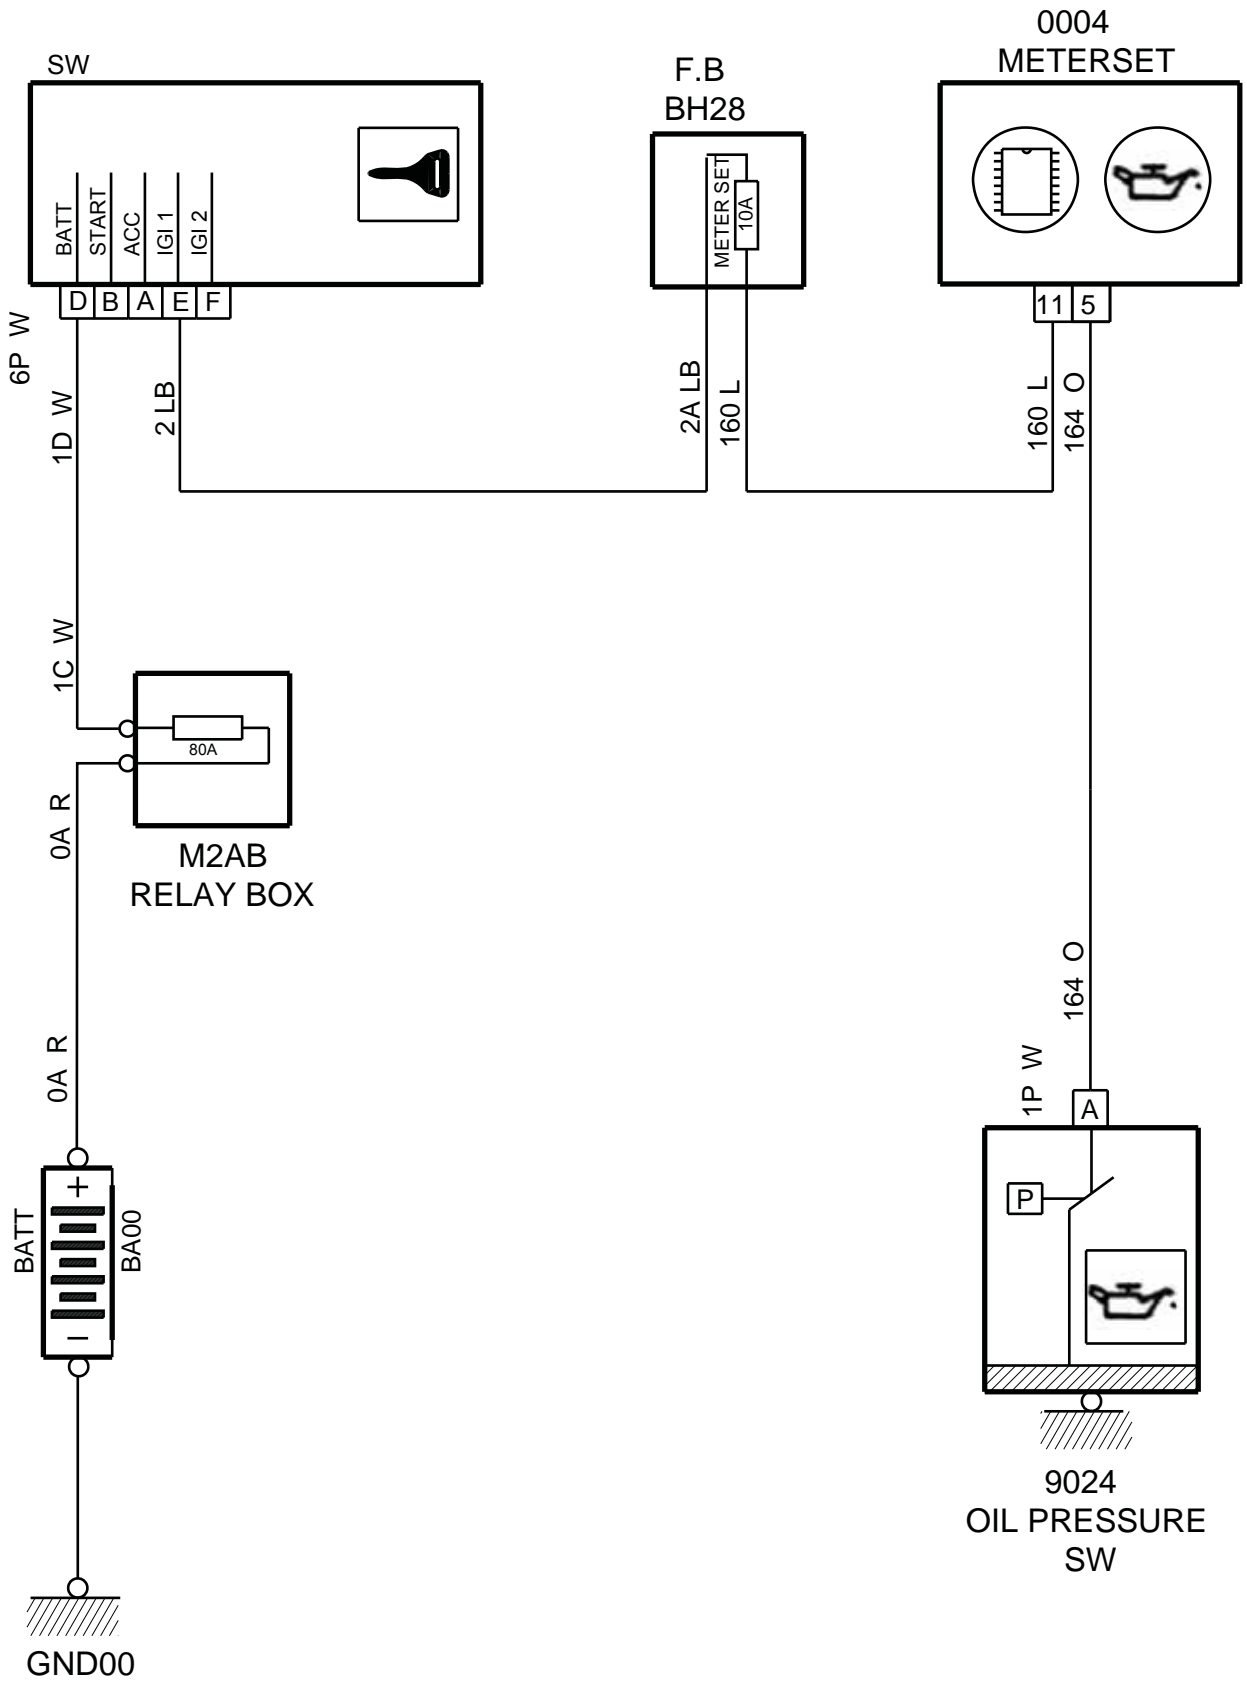 0004
METERSET
SW
F.B
BH28
BATT
START
ACC
IGI 1
IGI 2
METER SET
10A
D B A E F
11 5
6P W
1D W
2 LB
2A LB
160 L
160 L
164 O
1C W
80A
0A R
M2AB
RELAY BOX
164 O
0A R
1P W
A
+
P
BATT
BA00
–
9024
OIL PRESSURE
SW
GND00